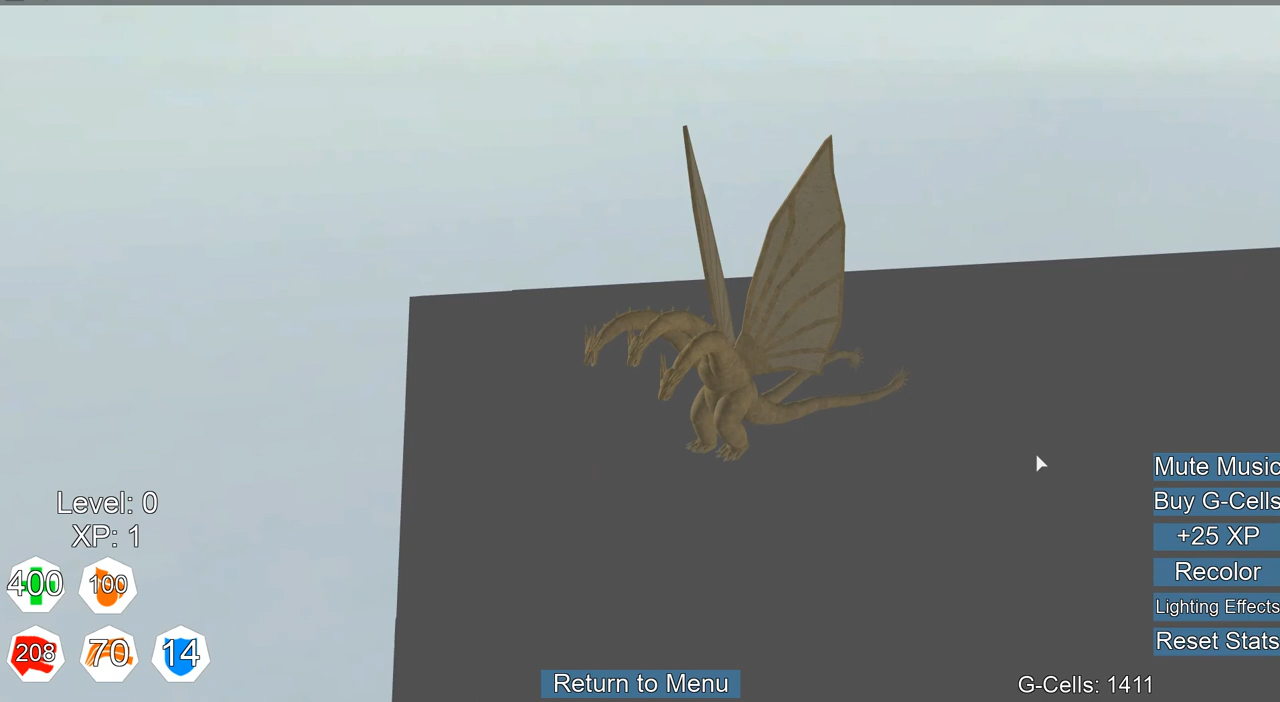 Level: 0
XP: 1
400
100
208
70
14
Mute Music
Buy G-Cells
+25 XP
Recolor
Lighting Effects
Reset Stats
Return to Menu
G-Cells: 1411